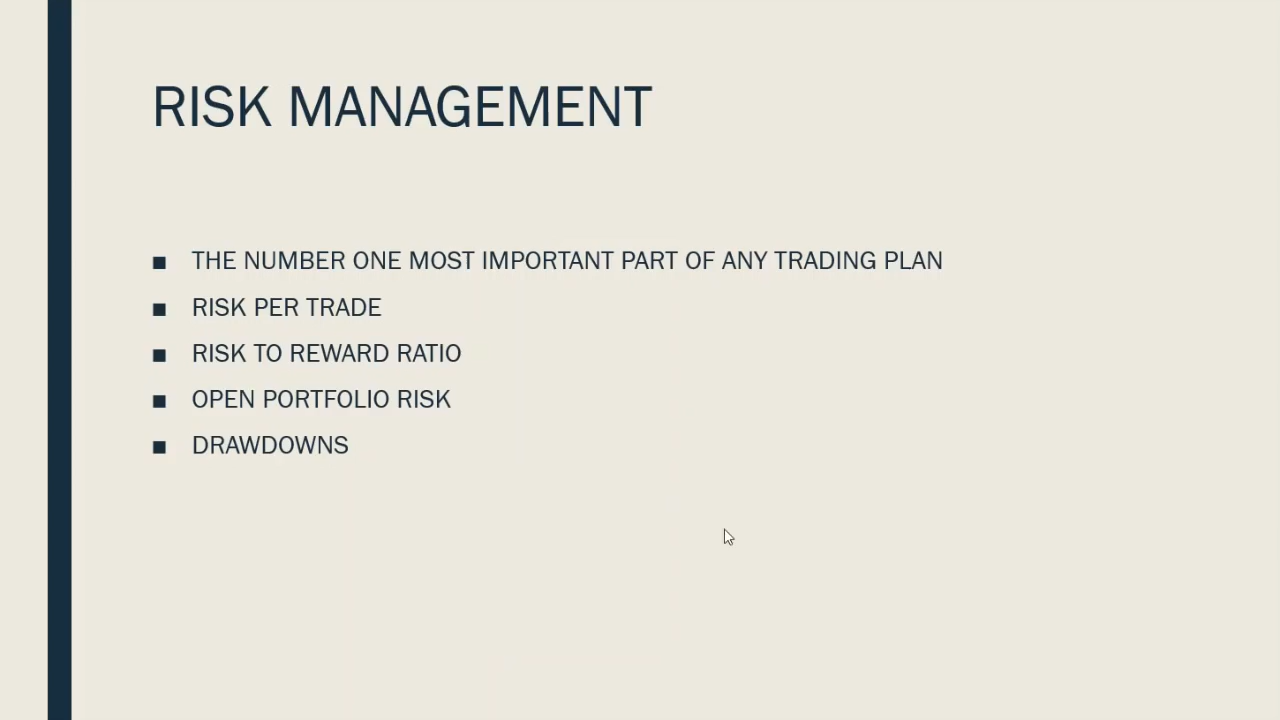 RISK MANAGEMENT
THE NUMBER ONE MOST IMPORTANT PART OF ANY TRADING PLAN
RISK PER TRADE
RISK TO REWARD RATIO
OPEN PORTFOLIO RISK
DRAWDOWNS